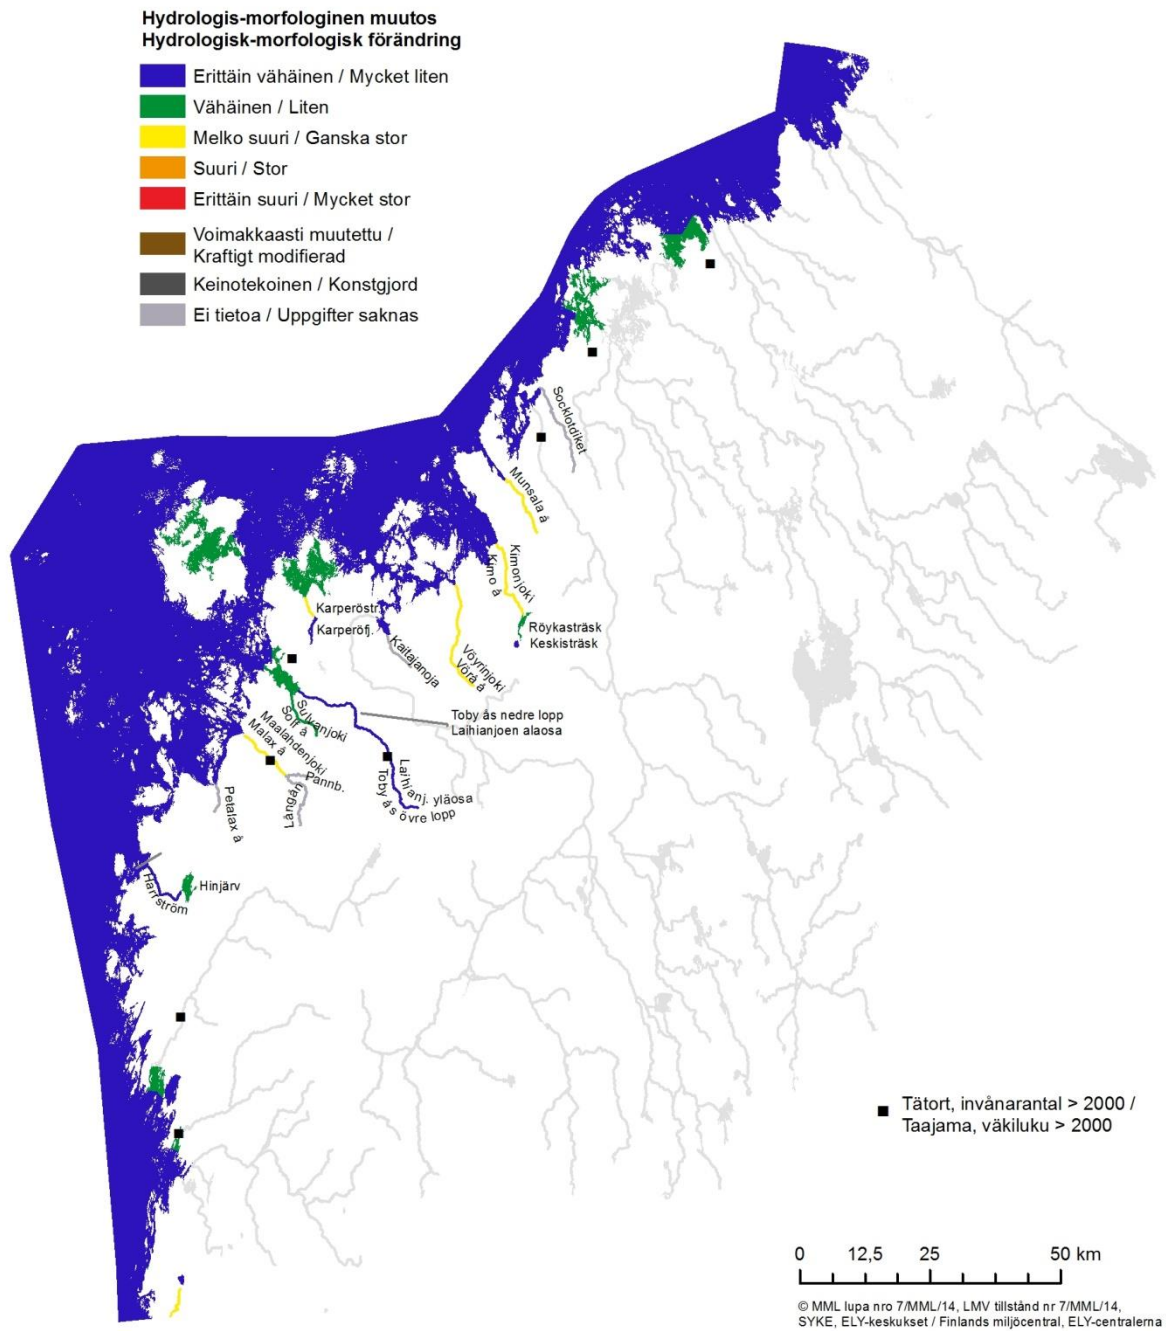 Hydrologis-morfologinen muutos
Hydrologisk-morfologisk förändring
Erittäin vähäinen / Mycket liten
Vähäinen / Liten
Melko suuri / Ganska stor
Suuri / Stor
Erittäin suuri / Mycket stor
Voimakkaasti muutettu /
Kraftigt modifierad
Keinotekoinen / Konstgjord
Ei tietoa / Uppgifter saknas
Socklotdiket
Munsala å
Kimonjoki
Kimo å
Röykasträsk
Keskisträsk
Karperöstr.
Karperöfj.
Kaitajanoja
Vöyrinjoki
Vörå å
Toby ås nedre lopp
Laihianjoen alaosa
Sulvanjoki
Solf å
Maalahdenjoki
Malax å
Pannb.
Långån
Laihianj. yläosa
Toby ås övre lopp
Petalax å
Harrström
Hinjärv
Tätort, invånarantal > 2000 /
Taajama, väkiluku > 2000
0 12,5 25 50 km
© MML lupa nro 7/MML/14, LMV tillstånd nr 7/MML/14,
SYKE, ELY-keskukset / Finlands miljöcentral, ELY-centralerna